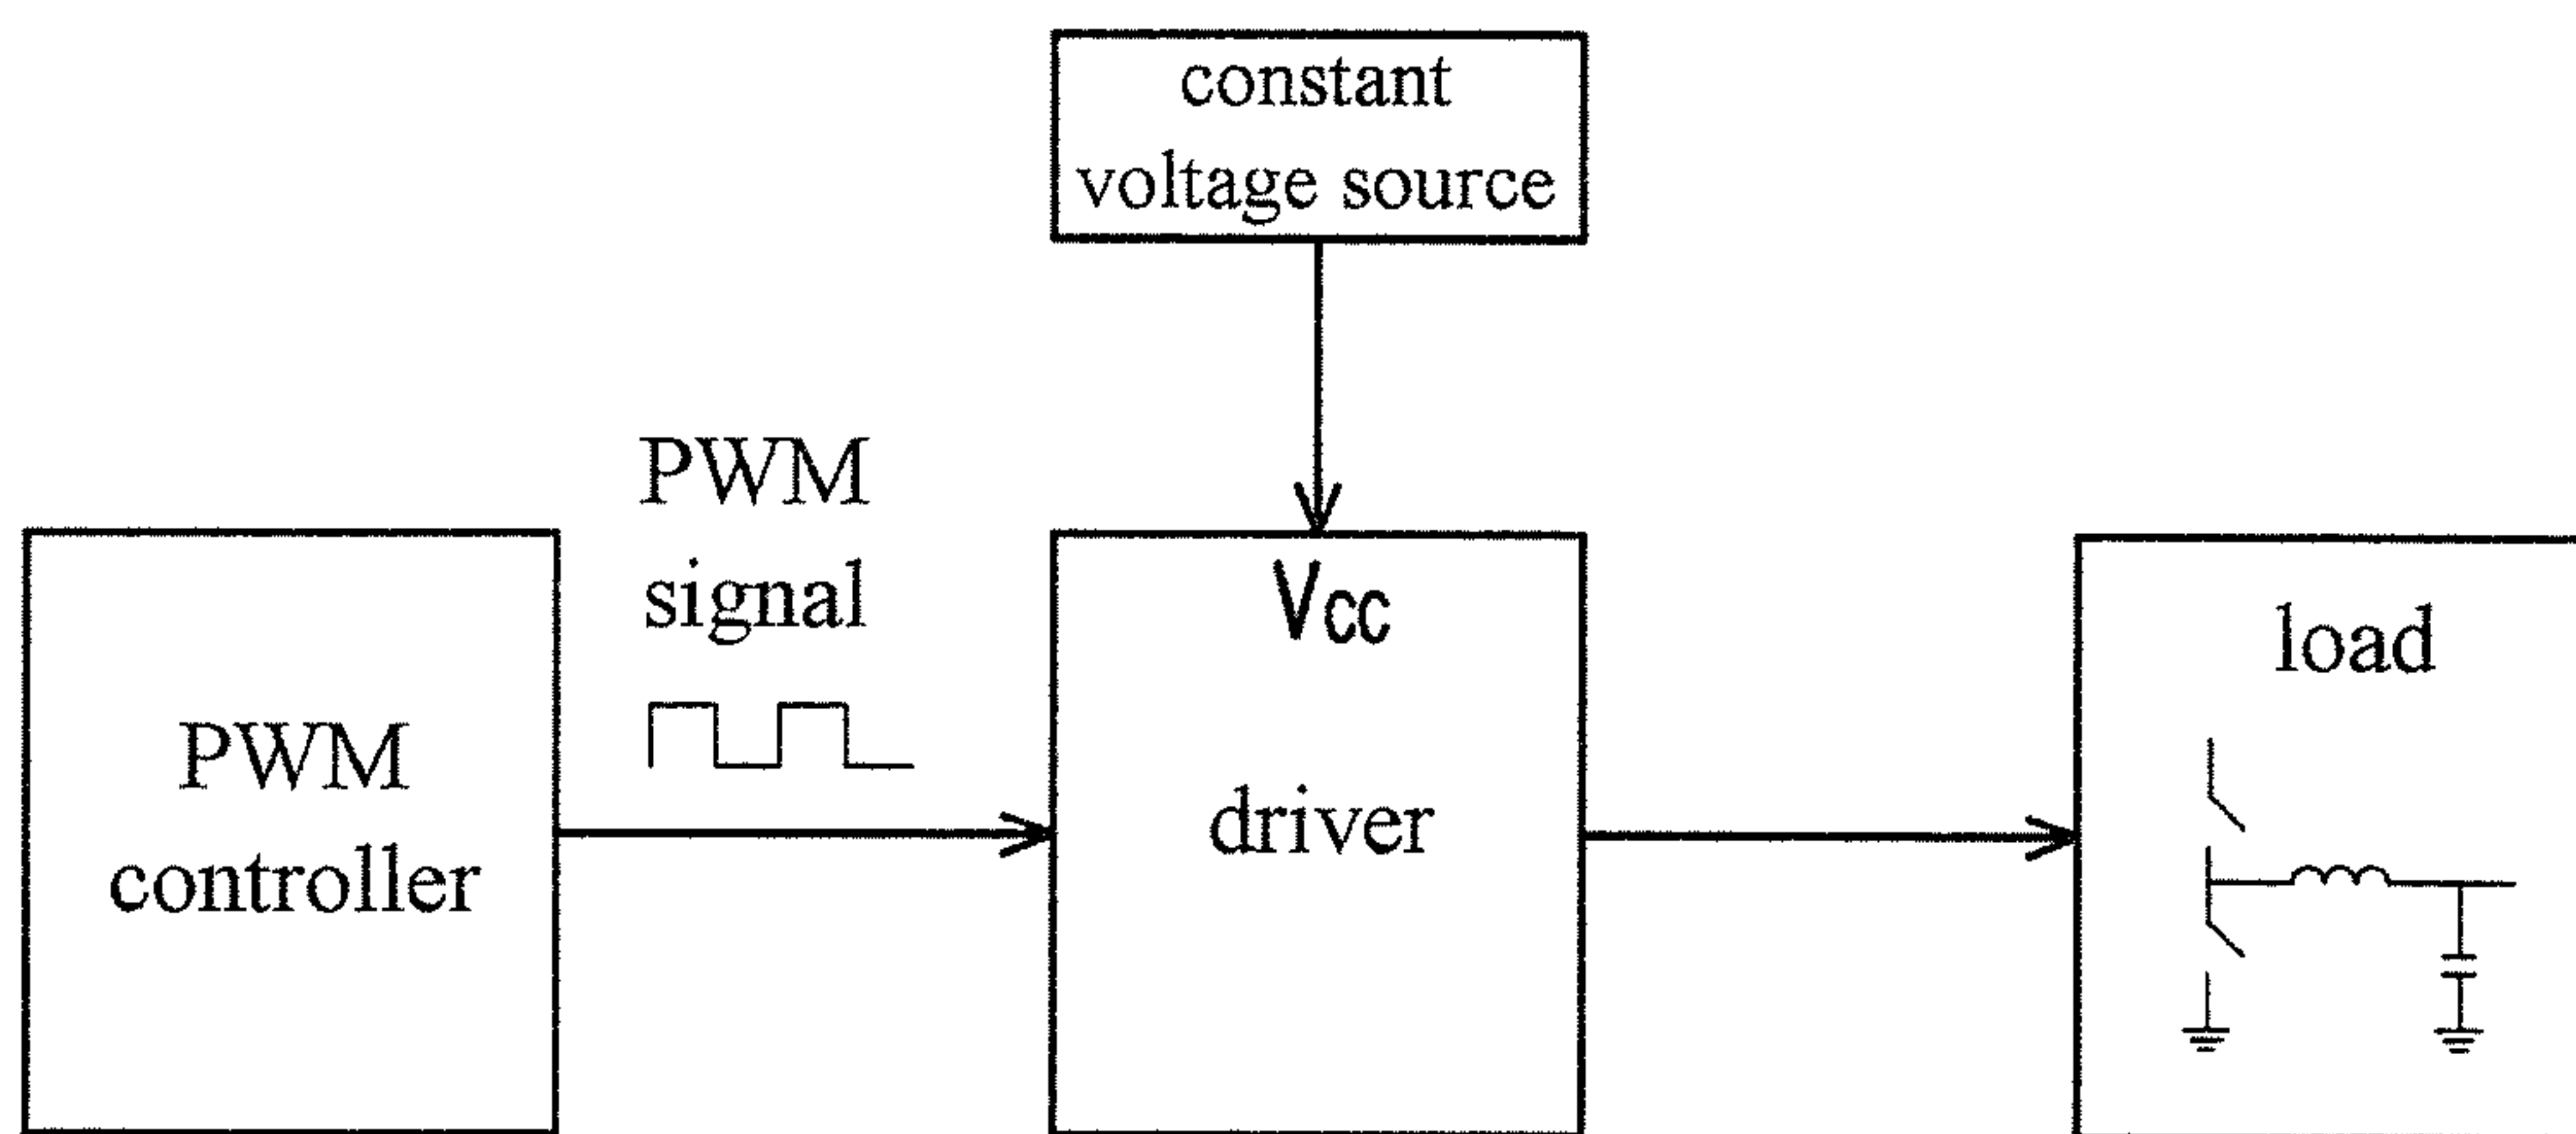 constant
voltage source
PWM
signal
PWM
controller
Vcc
driver
load